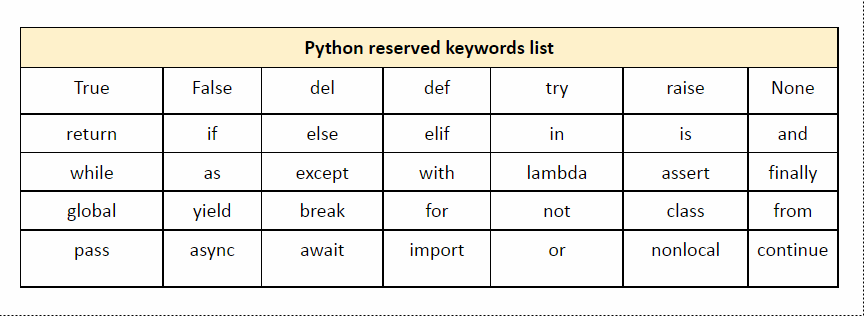 Python reserved keywords list
True False del def try raise None
return if else elif in is and
while as except with lambda assert finally
global yield break for not class from
pass async await import or nonlocal continue